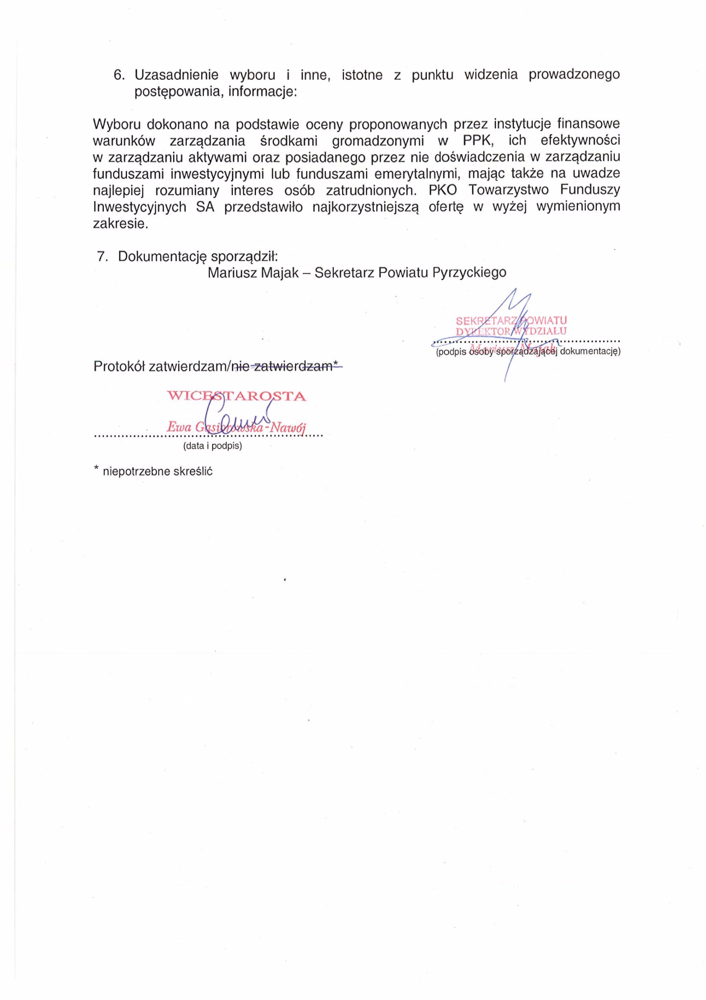 6. Uzasadnienie wyboru i inne, istotne z punktu widzenia prowadzonego
postępowania, informacje:
Wyboru dokonano na podstawie oceny proponowanych przez instytucje finansowe
warunków zarządzania środkami gromadzonymi w PPK, ich efektywności
w zarządzaniu aktywami oraz posiadanego przez nie doświadczenia w zarządzaniu
funduszami inwestycyjnymi lub funduszami emerytalnymi, mając także na uwadze
najlepiej rozumiany interes osób zatrudnionych. PKO Towarzystwo Funduszy
Inwestycyjnych SA przedstawiło najkorzystniejszą ofertę w wyżej wymienionym
zakresie.
7. Dokumentację sporządził:
Mariusz Majak – Sekretarz Powiatu Pyrzyckiego
SEKRETARZ POWIATU
DYREKTOR WYDZIAŁU
Mariusz Majak
(podpis osoby sporządzającej dokumentację)
Protokół zatwierdzam/nie zatwierdzam*
WICESTAROSTA
Ewa Gąsiorowska-Nawój
(data i podpis)
* niepotrzebne skreślić